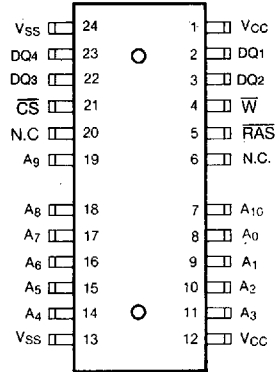 VSS 24 1 VCC
DQ4 23 2 DQ1
DQ3 22 3 DQ2
C̅S̅ 21 4 W̅
N.C 20 5 R̅A̅S̅
A9 19 6 N.C.
A8 18 7 A10
A7 17 8 A0
A6 16 9 A1
A5 15 10 A2
A4 14 11 A3
VSS 13 12 VCC